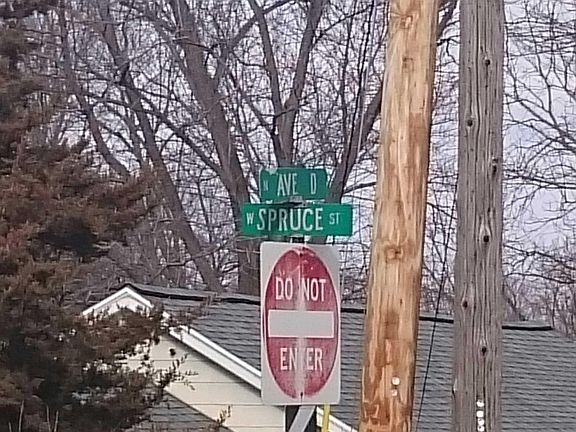 N AVE D
W SPRUCE ST
DO NOT
ENTER